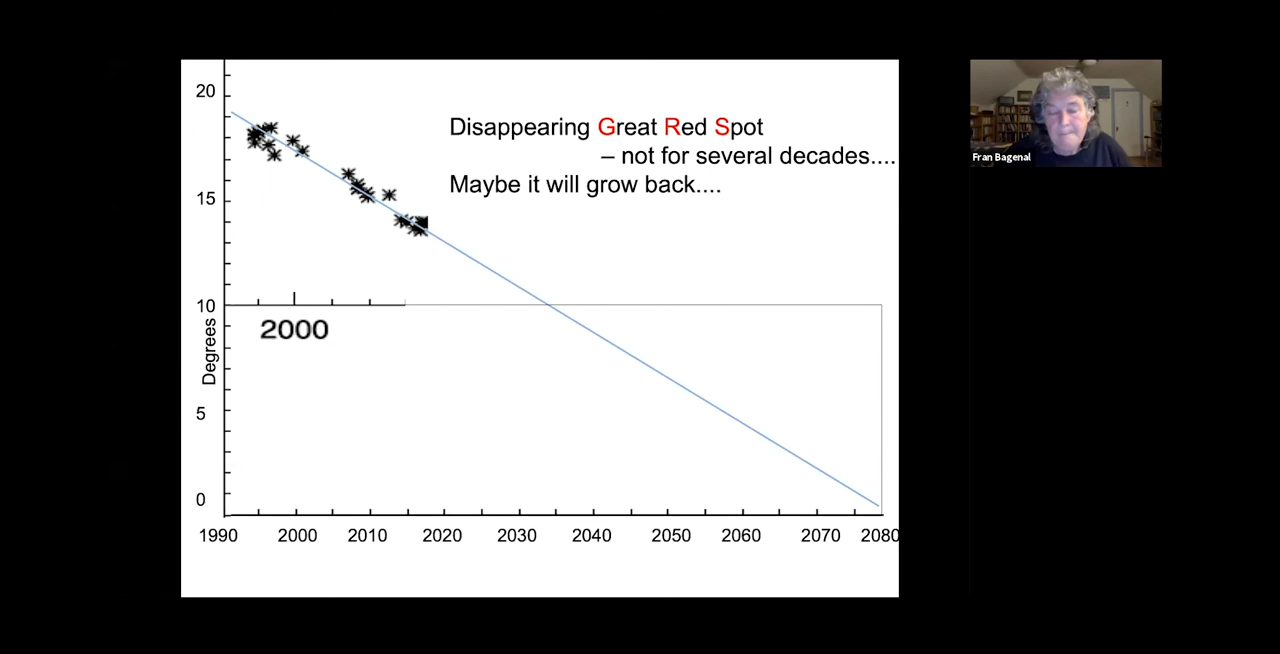 20
Disappearing Great Red Spot
– not for several decades....
Maybe it will grow back....
15
10
2000
Degrees
5
0
1990 2000 2010 2020 2030 2040 2050 2060 2070 2080
Fran Bagenal